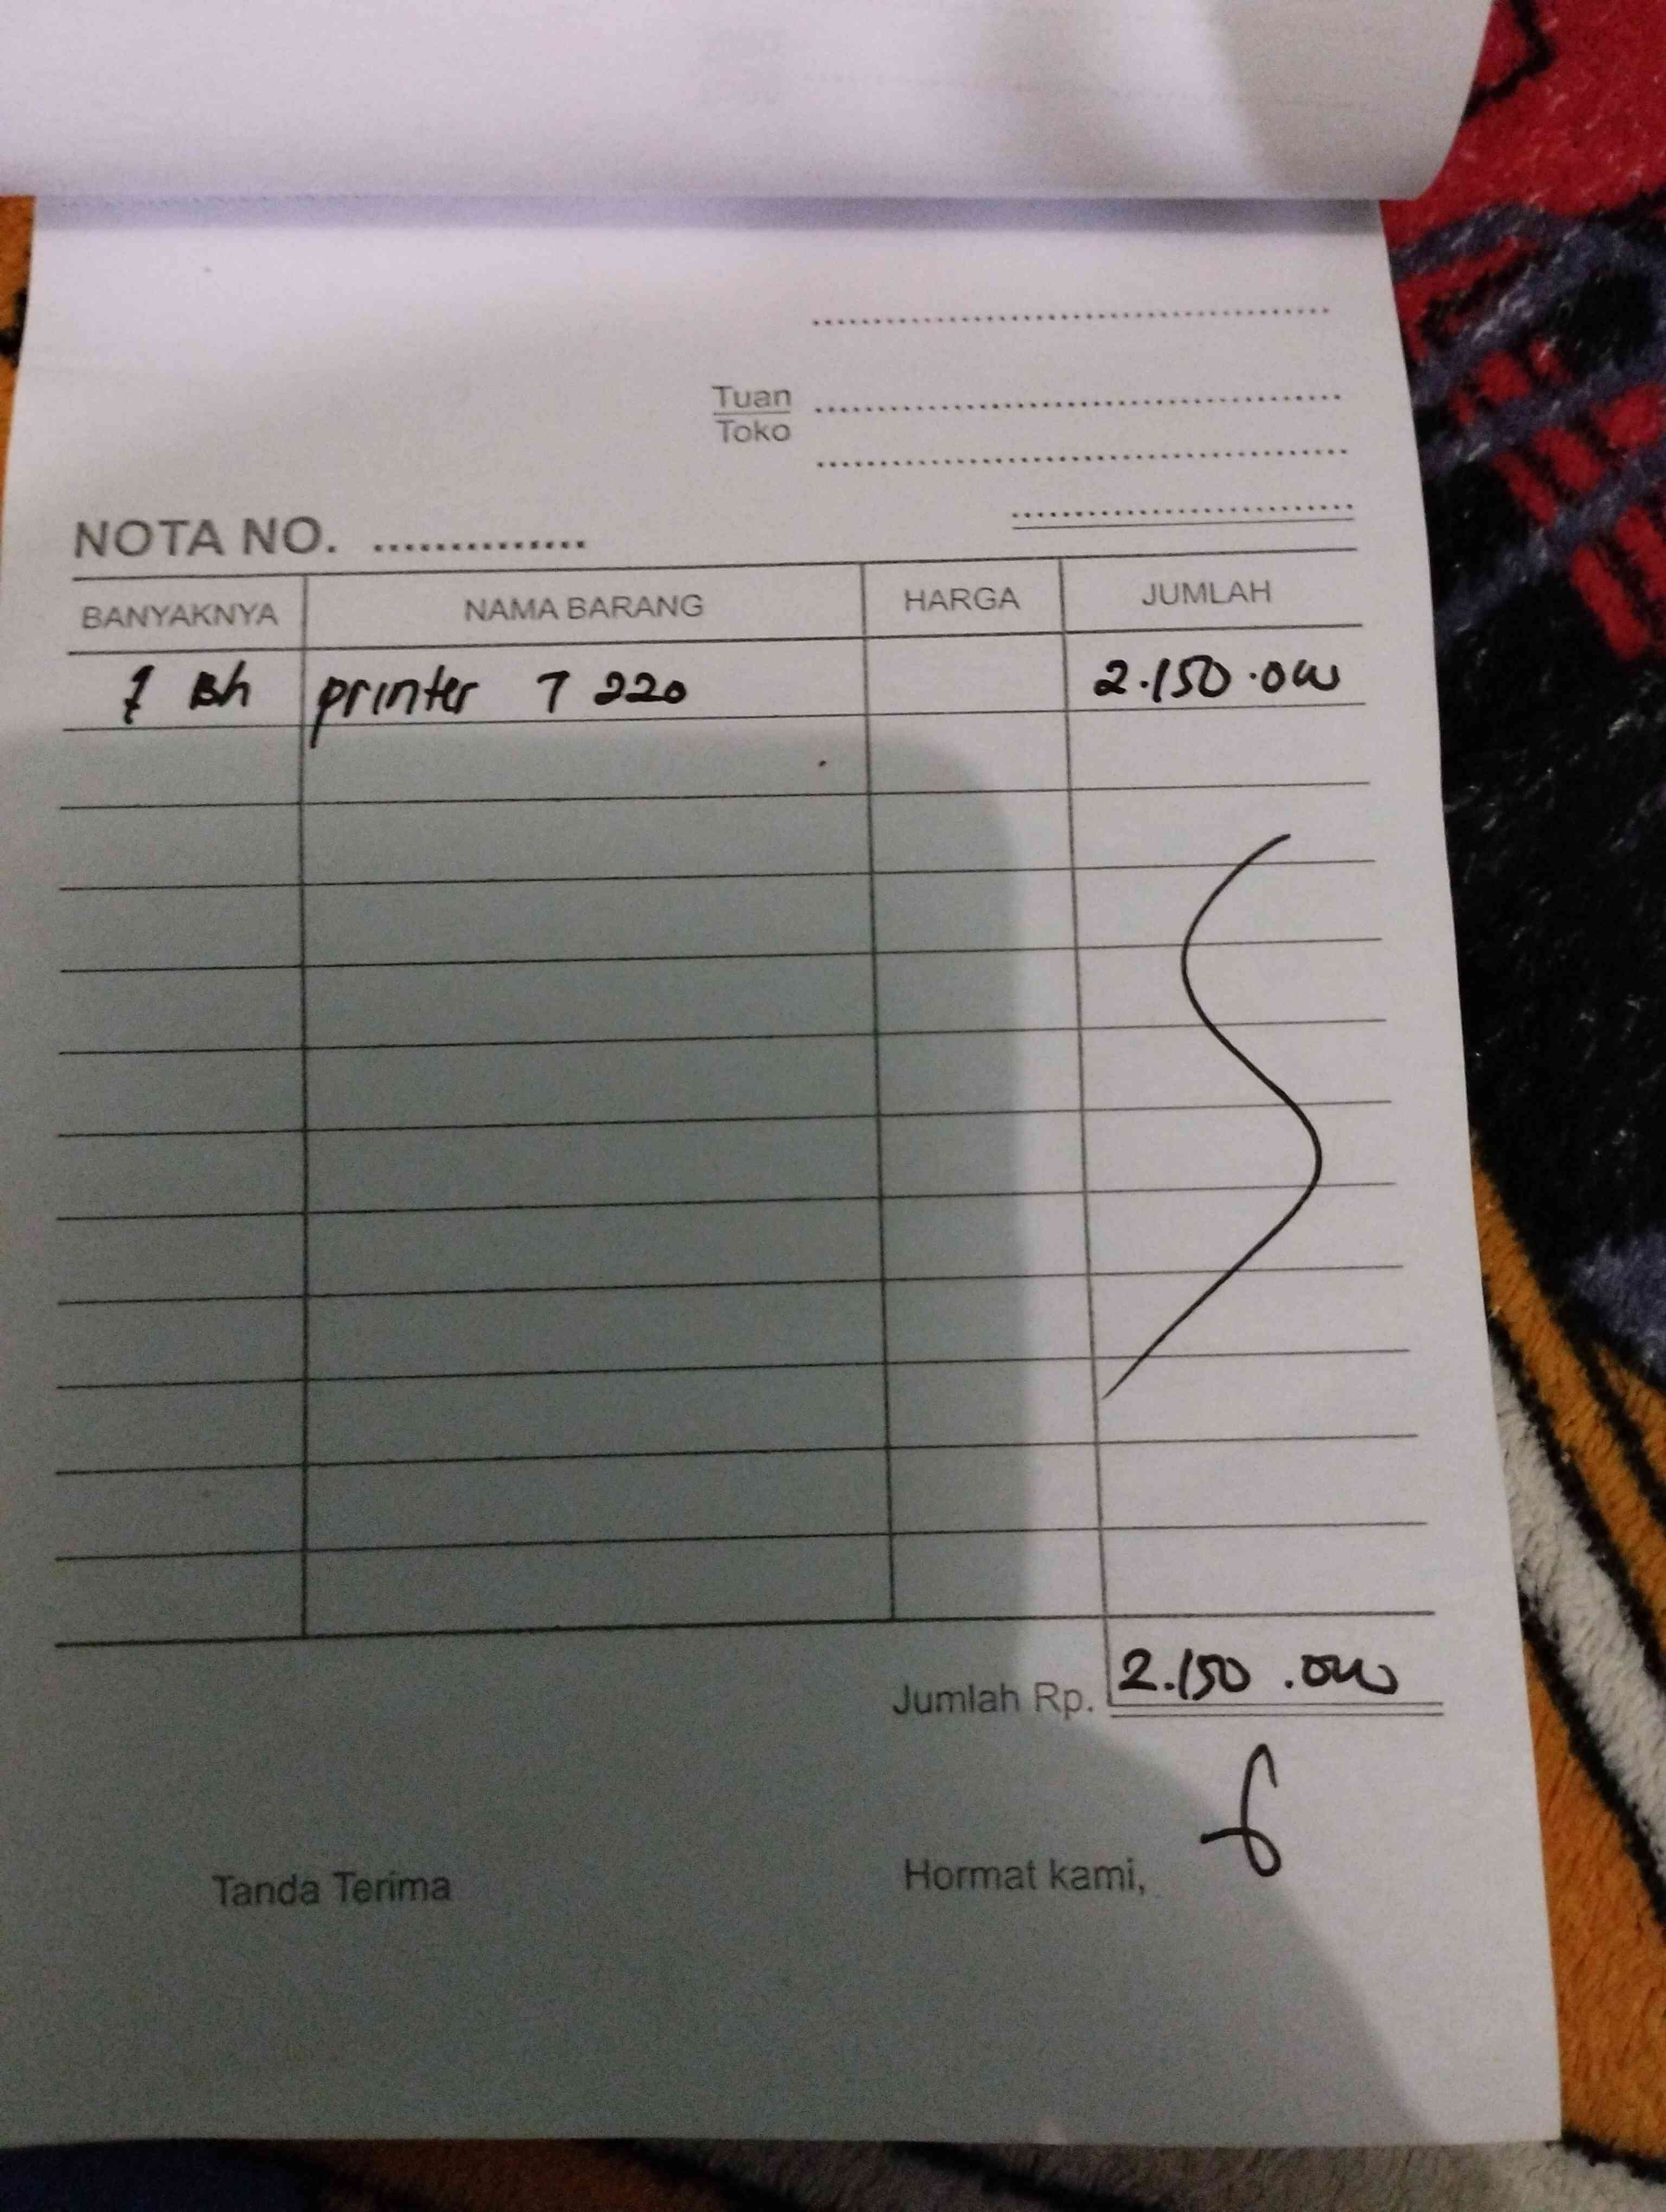 Tuan
Toko
NOTA NO. ..............
BANYAKNYA NAMA BARANG HARGA JUMLAH
1 Bh printer T 220 2.150.000
Jumlah Rp. 2.150.000
Tanda Terima Hormat kami,